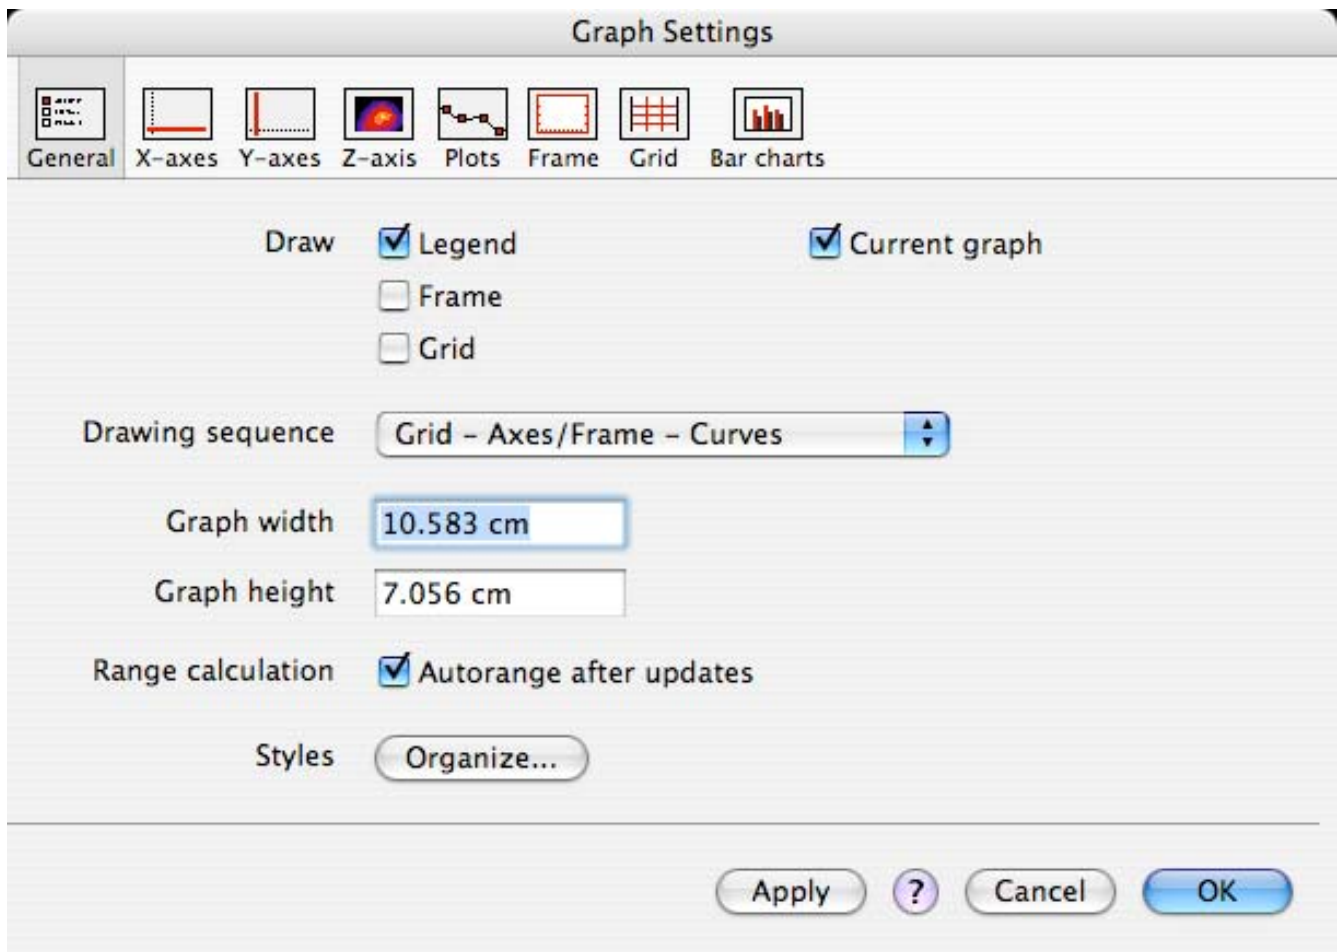 Graph Settings
General X-axes Y-axes Z-axis Plots Frame Grid Bar charts
Draw Legend Current graph
Frame
Grid
Drawing sequence Grid – Axes/Frame – Curves
Graph width 10.583 cm
Graph height 7.056 cm
Range calculation Autorange after updates
Styles Organize...
Apply ? Cancel OK